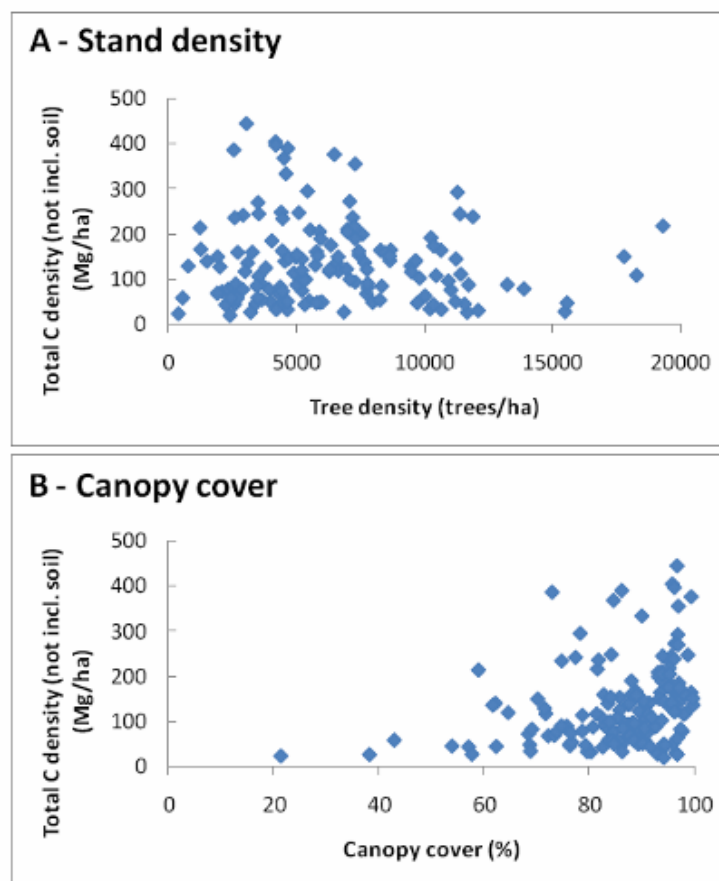 A - Stand density
Total C density (not incl. soil)
(Mg/ha)
500
400
300
200
100
0
0 5000 10000 15000 20000
Tree density (trees/ha)
B - Canopy cover
Total C density (not incl. soil)
(Mg/ha)
500
400
300
200
100
0
0 20 40 60 80 100
Canopy cover (%)